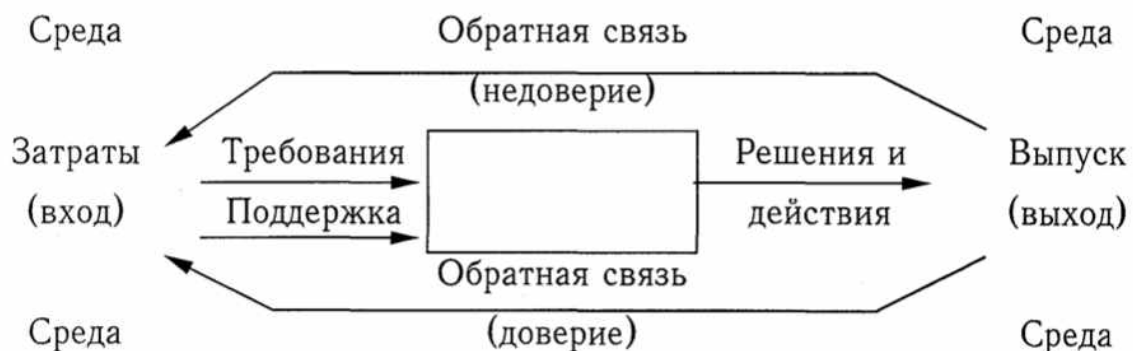 Среда Обратная связь Среда
(недоверие)
Затраты Требования Решения и Выпуск
(вход) Поддержка действия (выход)
Обратная связь
Среда (доверие) Среда